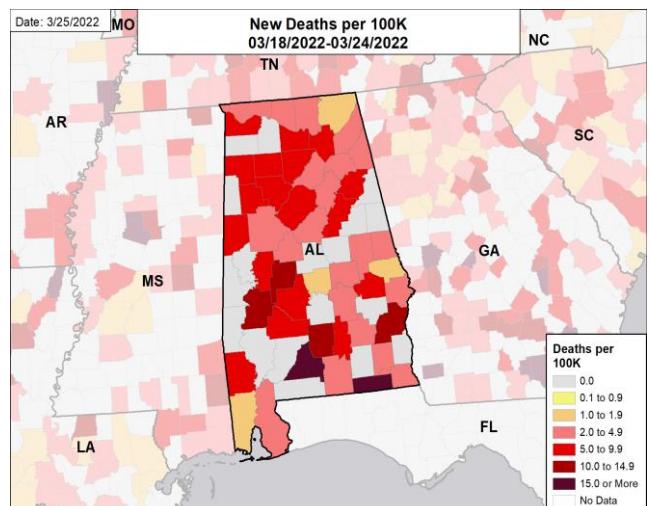 Date: 3/25/2022
New Deaths per 100K
03/18/2022-03/24/2022
MO
NC
TN
AR
SC
AL
MS
GA
LA
FL
Deaths per
100K
0.0
0.1 to 0.9
1.0 to 1.9
2.0 to 4.9
5.0 to 9.9
10.0 to 14.9
15.0 or More
No Data